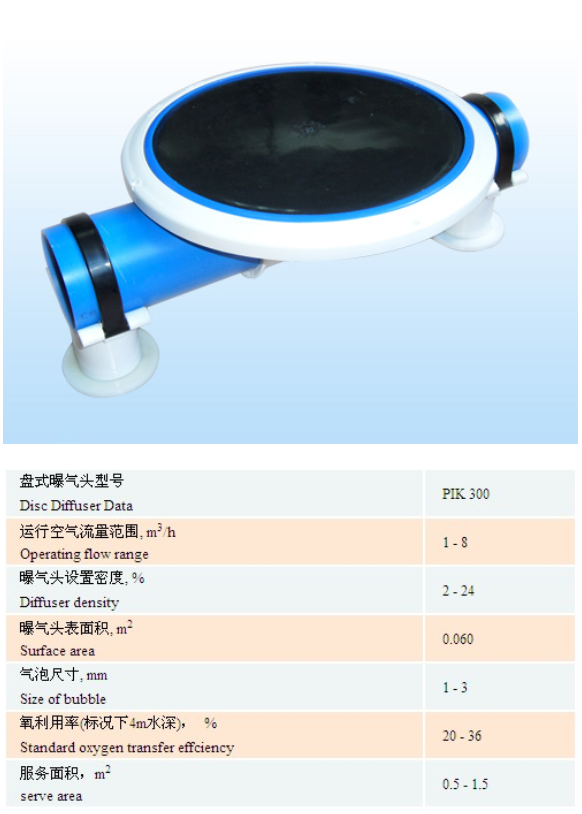 盘式曝气头型号
Disc Diffuser Data
PIK 300
运行空气流量范围, m³/h
Operating flow range
1 - 8
曝气头设置密度, %
Diffuser density
2 - 24
曝气头表面积, m²
Surface area
0.060
气泡尺寸, mm
Size of bubble
1 - 3
氧利用率(标况下4m水深)， %
Standard oxygen transfer effciency
20 - 36
服务面积，m²
serve area
0.5 - 1.5